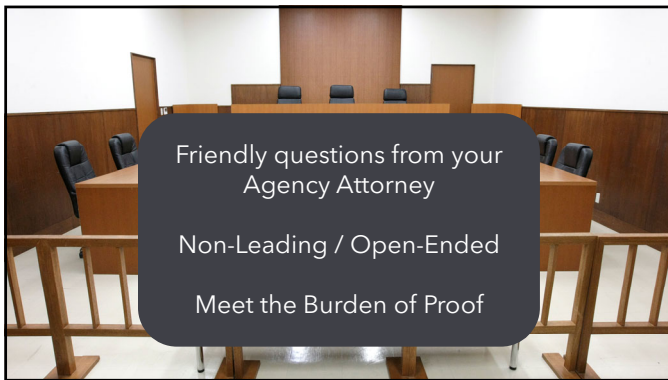 Friendly questions from your
Agency Attorney
Non-Leading / Open-Ended
Meet the Burden of Proof